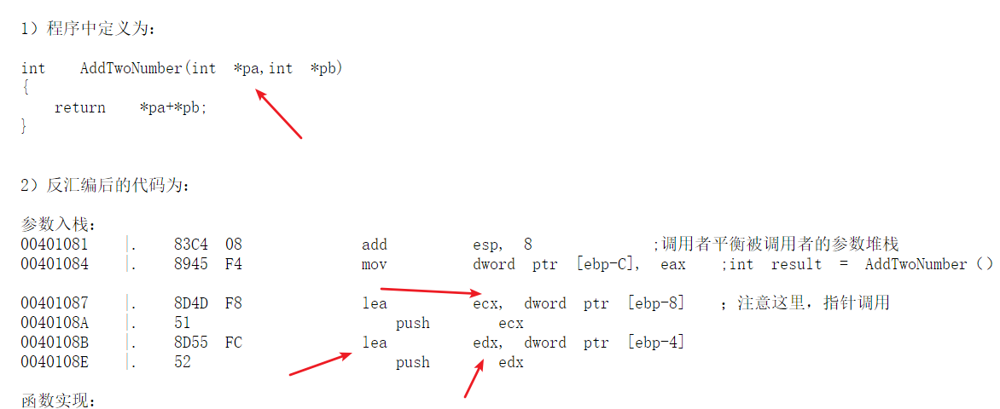 1）程序中定义为：
int AddTwoNumber(int *pa,int *pb)
{
return *pa+*pb;
}
2）反汇编后的代码为：
参数入栈：
00401081 |. 83C4 08 add esp, 8 ;调用者平衡被调用者的参数堆栈
00401084 |. 8945 F4 mov dword ptr [ebp-C], eax ;int result = AddTwoNumber（）
00401087 |. 8D4D F8 lea ecx, dword ptr [ebp-8] ；注意这里，指针调用
0040108A |. 51 push ecx
0040108B |. 8D55 FC lea edx, dword ptr [ebp-4]
0040108E |. 52 push edx
函数实现：